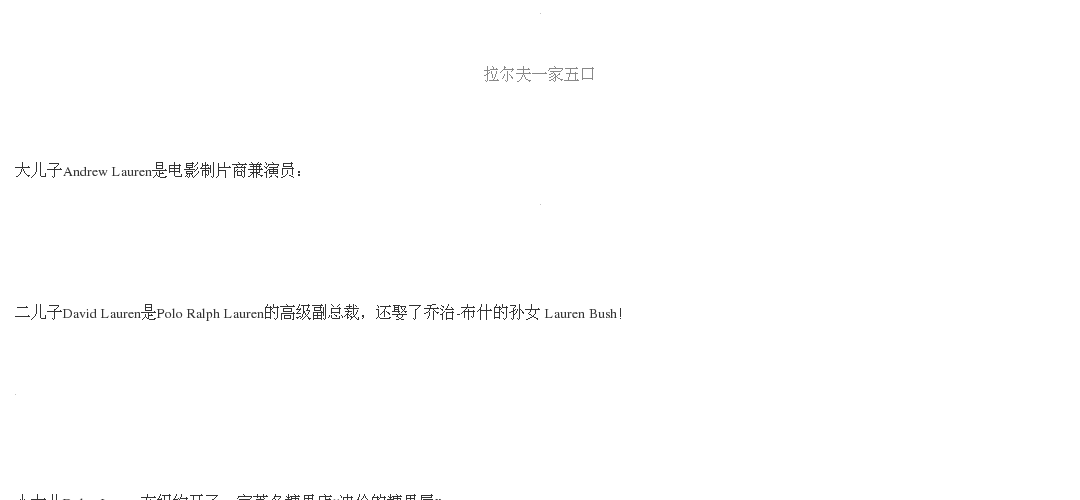 拉尔夫一家五口
大儿子Andrew Lauren是电影制片商兼演员：
二儿子David Lauren是Polo Ralph Lauren的高级副总裁，还娶了乔治-布什的孙女 Lauren Bush！